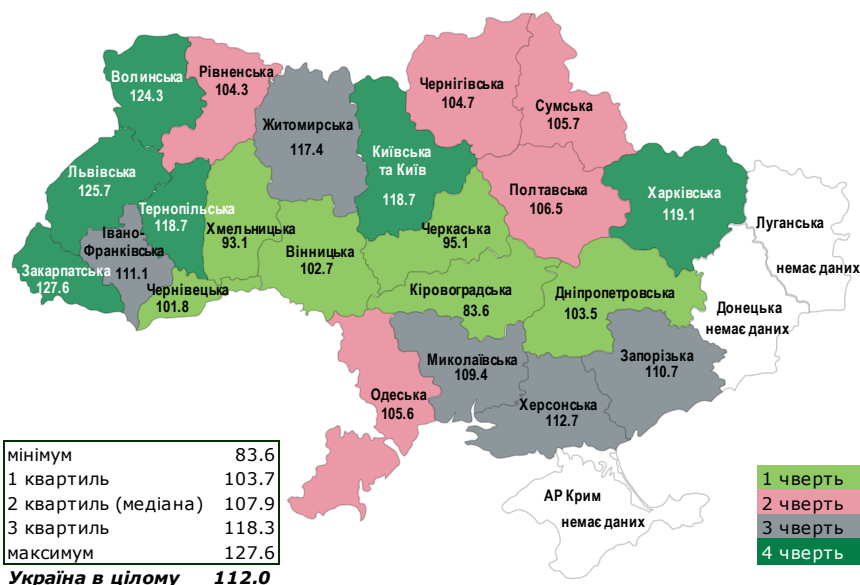 Волинська
124.3
Рівненська
104.3
Житомирська
117.4
Київська
та Київ
118.7
Чернігівська
104.7
Сумська
105.7
Львівська
125.7
Тернопільська
118.7
Хмельницька
93.1
Вінницька
102.7
Черкаська
95.1
Полтавська
106.5
Харківська
119.1
Луганська
немає даних
Івано-
Франківська
111.1
Закарпатська
127.6
Чернівецька
101.8
Кіровоградська
83.6
Дніпропетровська
103.5
Донецька
немає даних
Миколаївська
109.4
Запорізька
110.7
Одеська
105.6
Херсонська
112.7
АР Крим
немає даних
мінімум 83.6
1 квартиль 103.7
2 квартиль (медіана) 107.9
3 квартиль 118.3
максимум 127.6
Україна в цілому 112.0
1 чверть
2 чверть
3 чверть
4 чверть